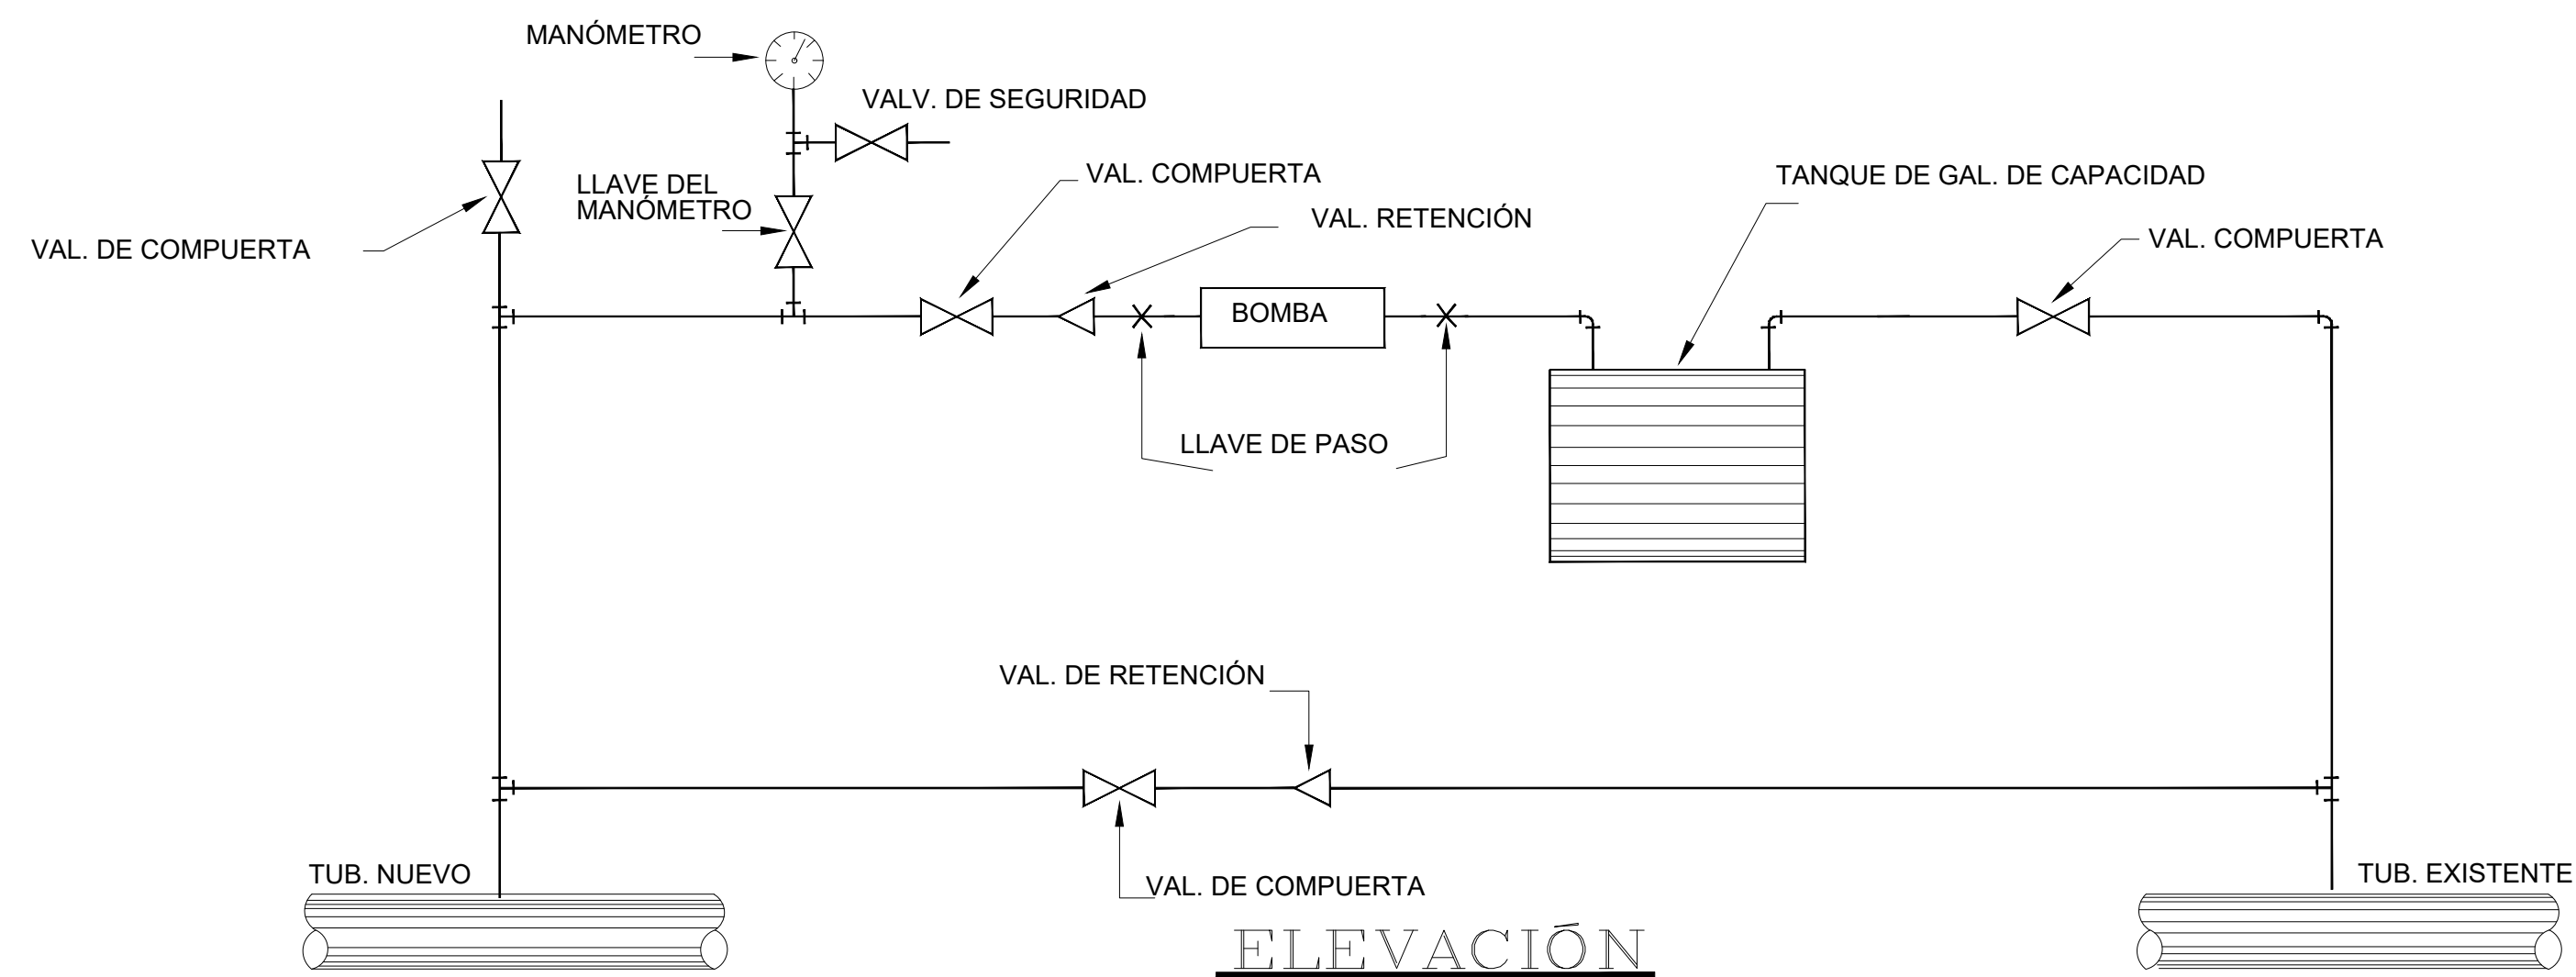 MANÓMETRO
VALV. DE SEGURIDAD
VAL. COMPUERTA
TANQUE DE GAL. DE CAPACIDAD
LLAVE DEL
MANÓMETRO
VAL. RETENCIÓN
VAL. DE COMPUERTA
VAL. COMPUERTA
BOMBA
LLAVE DE PASO
VAL. DE RETENCIÓN
TUB. NUEVO
VAL. DE COMPUERTA
TUB. EXISTENTE
ELEVACIÓN